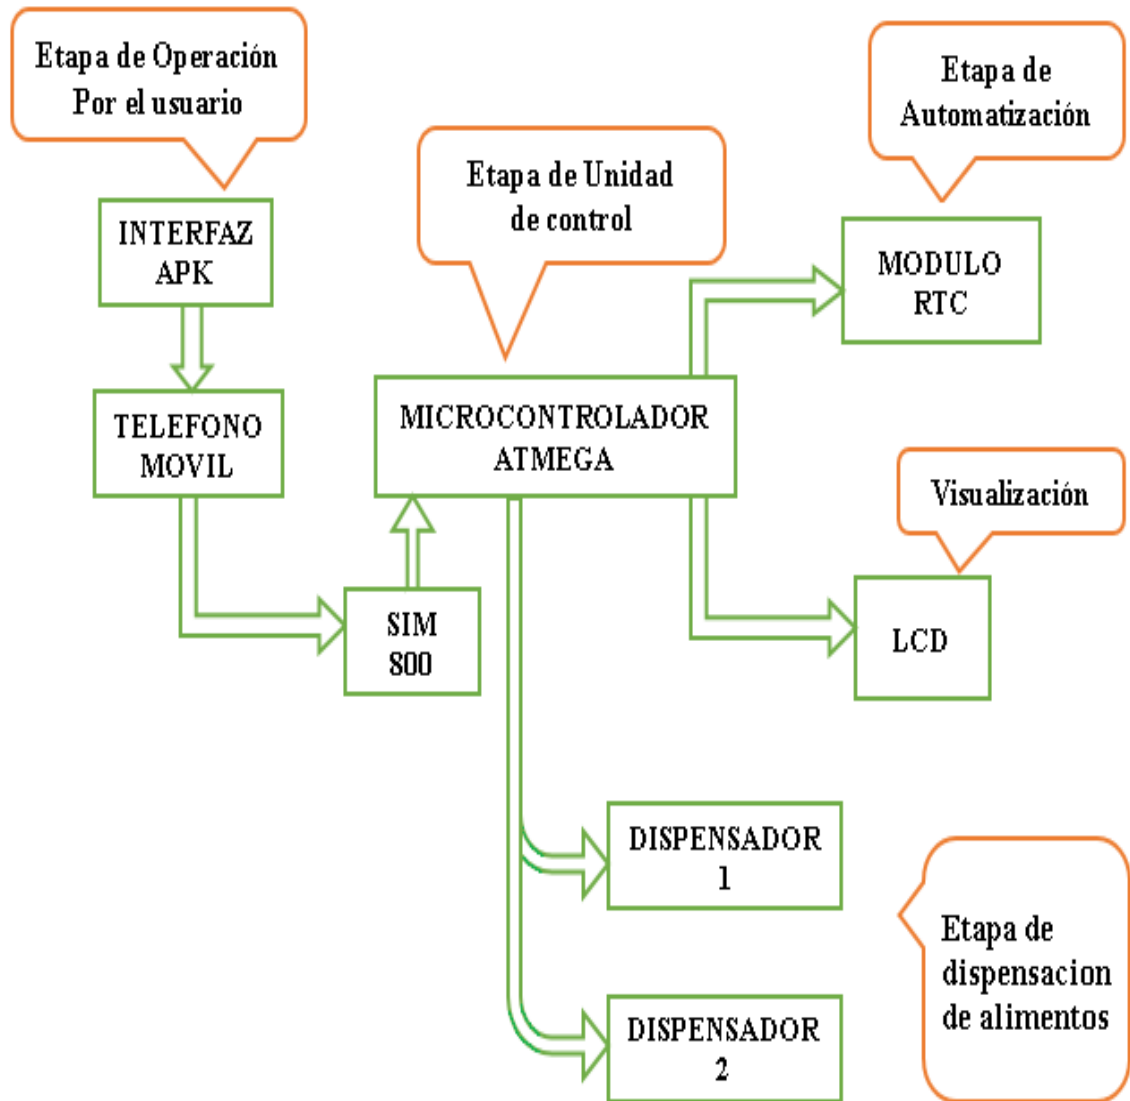 Etapa de Operación
Por el usuario
Etapa de
Automatización
Etapa de Unidad
de control
INTERFAZ
APK
MODULO
RTC
TELEFONO
MOVIL
MICROCONTROLADOR
ATMEGA
Visualización
SIM
800
LCD
DISPENSADOR
1
Etapa de
dispensacion
de alimentos
DISPENSADOR
2